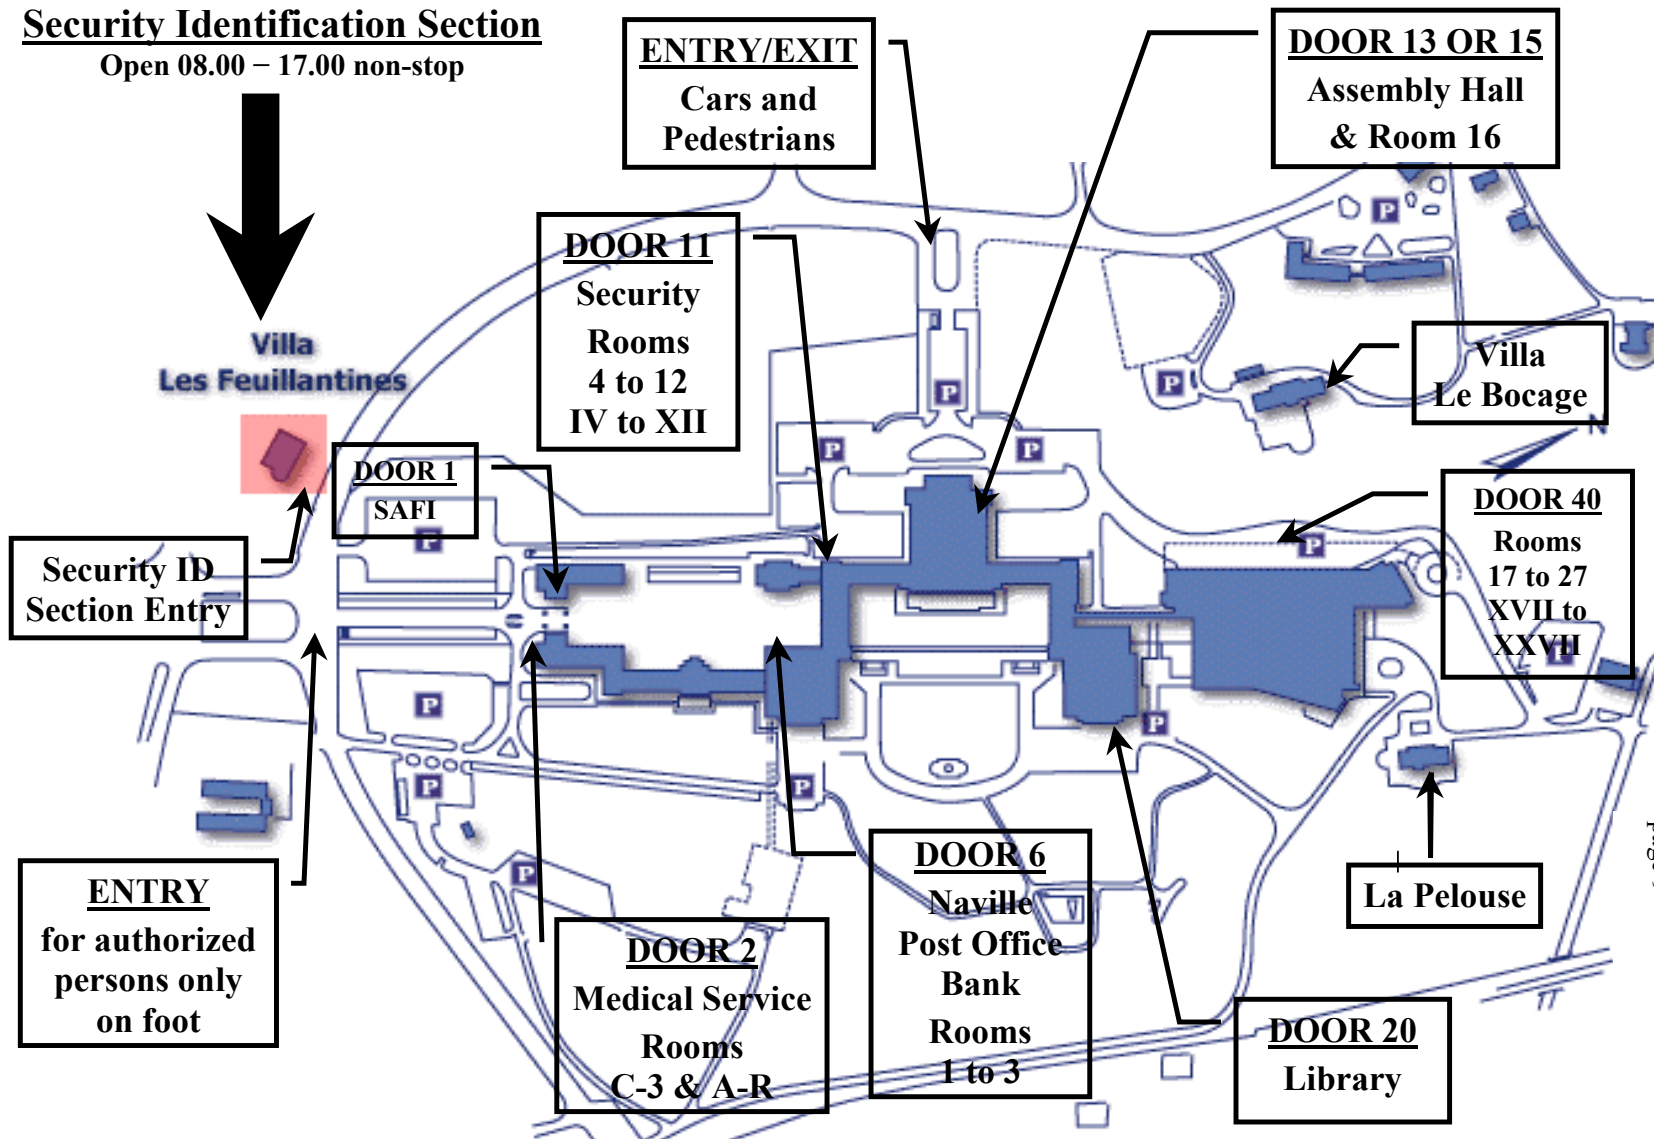 Security Identification Section
Open 08.00 – 17.00 non-stop
ENTRY/EXIT
Cars and
Pedestrians
DOOR 13 OR 15
Assembly Hall
& Room 16
DOOR 11
Security
Rooms
4 to 12
IV to XII
Villa
Les Feuillantines
Villa
Le Bocage
N
DOOR 1
SAFI
DOOR 40
Rooms
17 to 27
XVII to
XXVII
Security ID
Section Entry
P
P
P
P
P
P
P
P
P
P
P
P
P
ENTRY
for authorized
persons only
on foot
DOOR 2
Medical Service
Rooms
C-3 & A-R
DOOR 6
Naville
Post Office
Bank
Rooms
1 to 3
La Pelouse
DOOR 20
Library